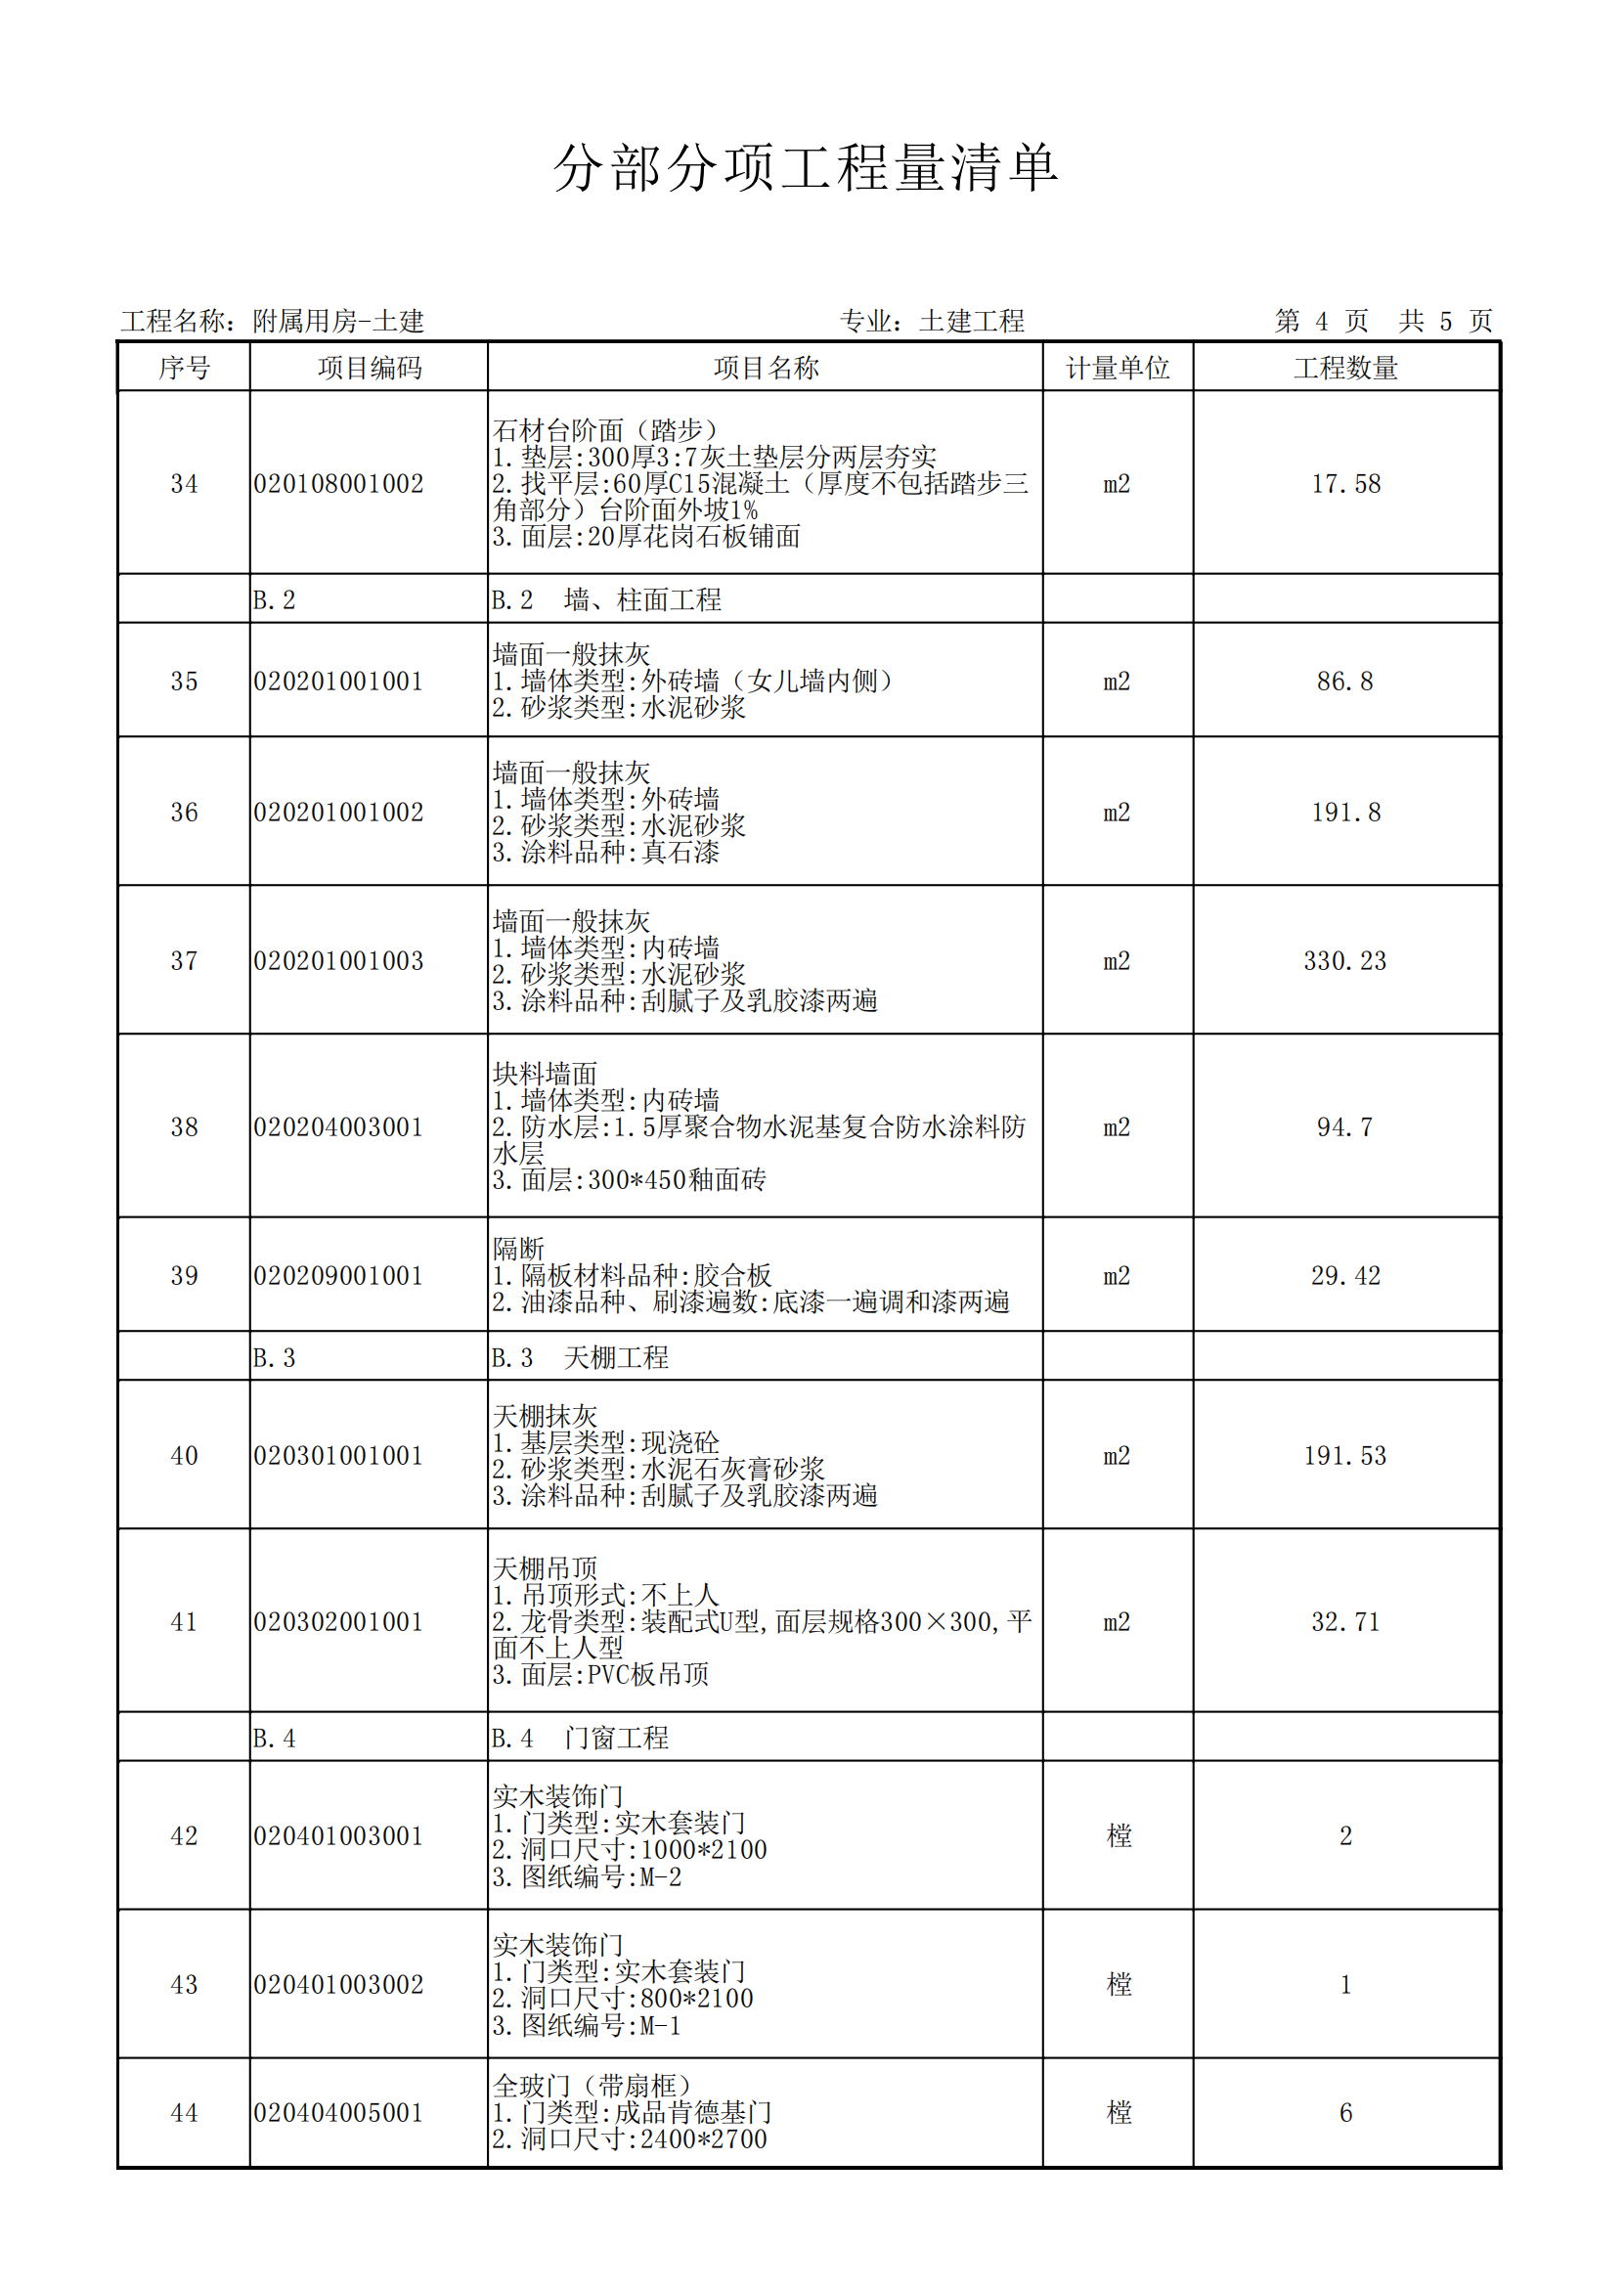 分部分项工程量清单
工程名称：附属用房-土建 专业：土建工程 第 4 页 共 5 页
序号 项目编码 项目名称 计量单位 工程数量
石材台阶面（踏步）
1.垫层:300厚3:7灰土垫层分两层夯实
34 020108001002 2.找平层:60厚C15混凝土（厚度不包括踏步三 m2 17.58
角部分）台阶面外坡1%
3.面层:20厚花岗石板铺面
B.2 B.2 墙、柱面工程
墙面一般抹灰
35 020201001001 1.墙体类型:外砖墙（女儿墙内侧） m2 86.8
2.砂浆类型:水泥砂浆
墙面一般抹灰
1.墙体类型:外砖墙
36 020201001002 m2 191.8
2.砂浆类型:水泥砂浆
3.涂料品种:真石漆
墙面一般抹灰
1.墙体类型:内砖墙
37 020201001003 m2 330.23
2.砂浆类型:水泥砂浆
3.涂料品种:刮腻子及乳胶漆两遍
块料墙面
1.墙体类型:内砖墙
38 020204003001 2.防水层:1.5厚聚合物水泥基复合防水涂料防 m2 94.7
水层
3.面层:300*450釉面砖
隔断
39 020209001001 1.隔板材料品种:胶合板 m2 29.42
2.油漆品种、刷漆遍数:底漆一遍调和漆两遍
B.3 B.3 天棚工程
天棚抹灰
1.基层类型:现浇砼
40 020301001001 m2 191.53
2.砂浆类型:水泥石灰膏砂浆
3.涂料品种:刮腻子及乳胶漆两遍
天棚吊顶
1.吊顶形式:不上人
41 020302001001 2.龙骨类型:装配式U型,面层规格300×300,平 m2 32.71
面不上人型
3.面层:PVC板吊顶
B.4 B.4 门窗工程
实木装饰门
1.门类型:实木套装门
42 020401003001 樘 2
2.洞口尺寸:1000*2100
3.图纸编号:M-2
实木装饰门
1.门类型:实木套装门
43 020401003002 樘 1
2.洞口尺寸:800*2100
3.图纸编号:M-1
全玻门（带扇框）
44 020404005001 1.门类型:成品肯德基门 樘 6
2.洞口尺寸:2400*2700